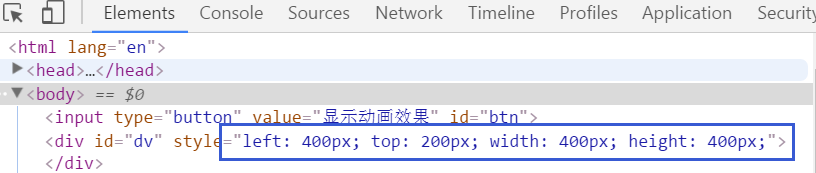 Elements Console Sources Network Timeline Profiles Application Security
<html lang="en">
<head>…</head>
<body> == $0
<input type="button" value="显示动画效果" id="btn">
<div id="dv" style="left: 400px; top: 200px; width: 400px; height: 400px;">
</div>